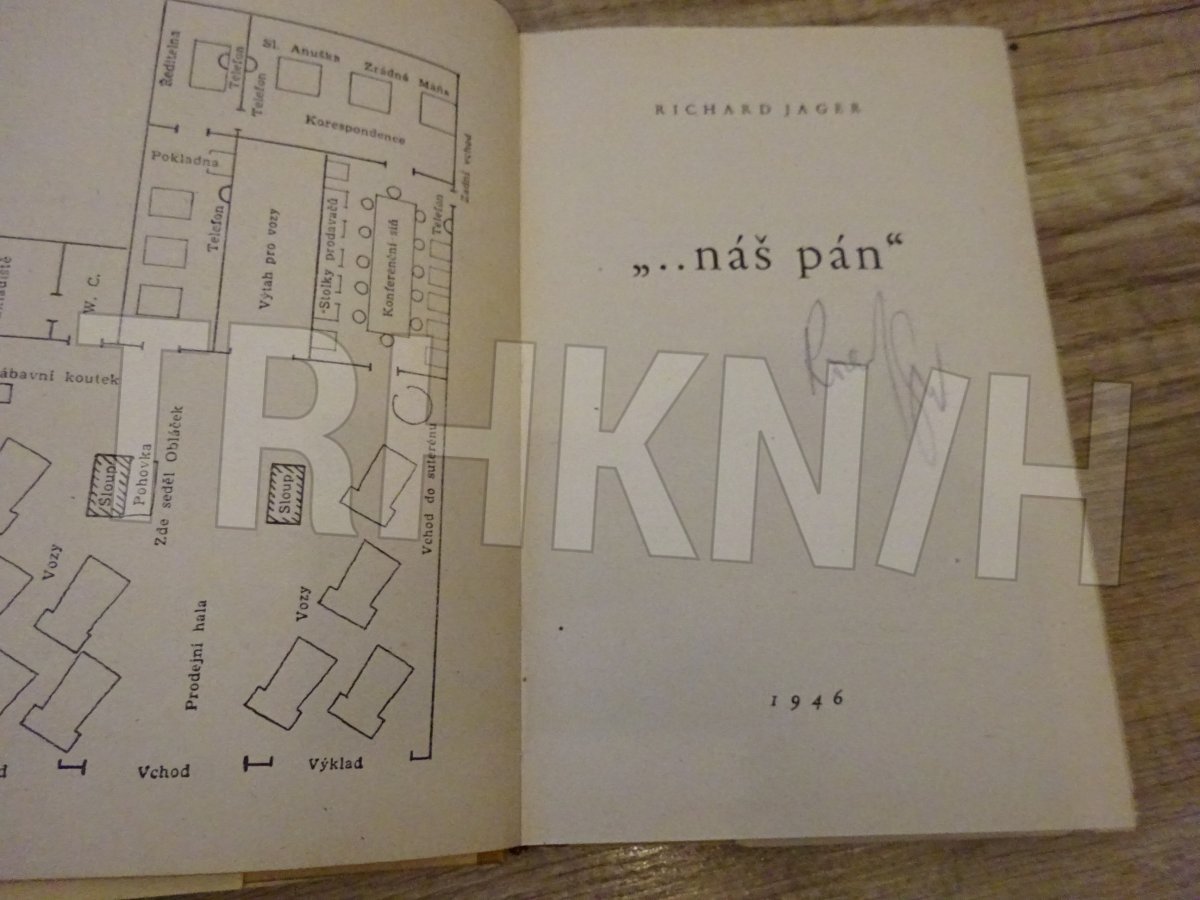 Ředitelna
Telefon
Telefon
Sl. Anuška
Zrádná Máňa
Korespondence
Zadní vchod
Pokladna
Telefon
Výtah pro vozy
Stolky prodavačů
Konferenční síň
Telefon
W. C.
ábavní koutek
Sloup
Pohovka
Zde seděl Obláček
Sloup
Vchod do suterénu
Vozy
Vozy
Prodejní hala
Vchod
Výklad
RICHARD JAGER
„..náš pán“
1946
TRHKNIH